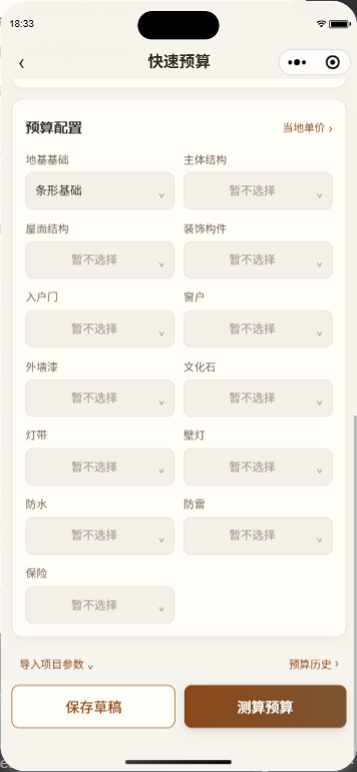 18:33
‹ 快速预算
预算配置 当地单价 ›
地基基础 主体结构
条形基础 暂不选择
屋面结构 装饰构件
暂不选择 暂不选择
入户门 窗户
暂不选择 暂不选择
外墙漆 文化石
暂不选择 暂不选择
灯带 壁灯
暂不选择 暂不选择
防水 防雷
暂不选择 暂不选择
保险
暂不选择
导入项目参数 预算历史 ›
保存草稿 测算预算